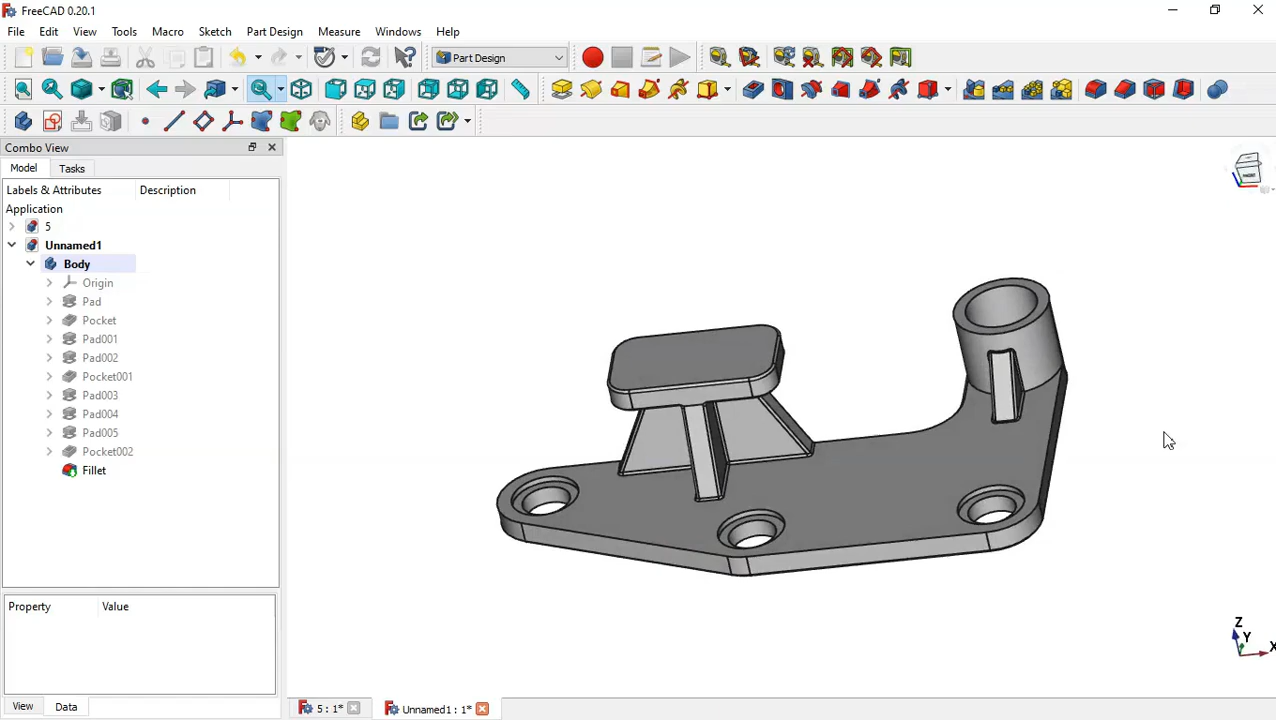 FreeCAD 0.20.1
File Edit View Tools Macro Sketch Part Design Measure Windows Help
Part Design
Combo View
Model Tasks
Labels & Attributes Description
Application
5
Unnamed1
Body
Origin
Pad
Pocket
Pad001
Pad002
Pocket001
Pad003
Pad004
Pad005
Pocket002
Fillet
Property Value
View Data
5 : 1* Unnamed1 : 1*
Z
Y
X